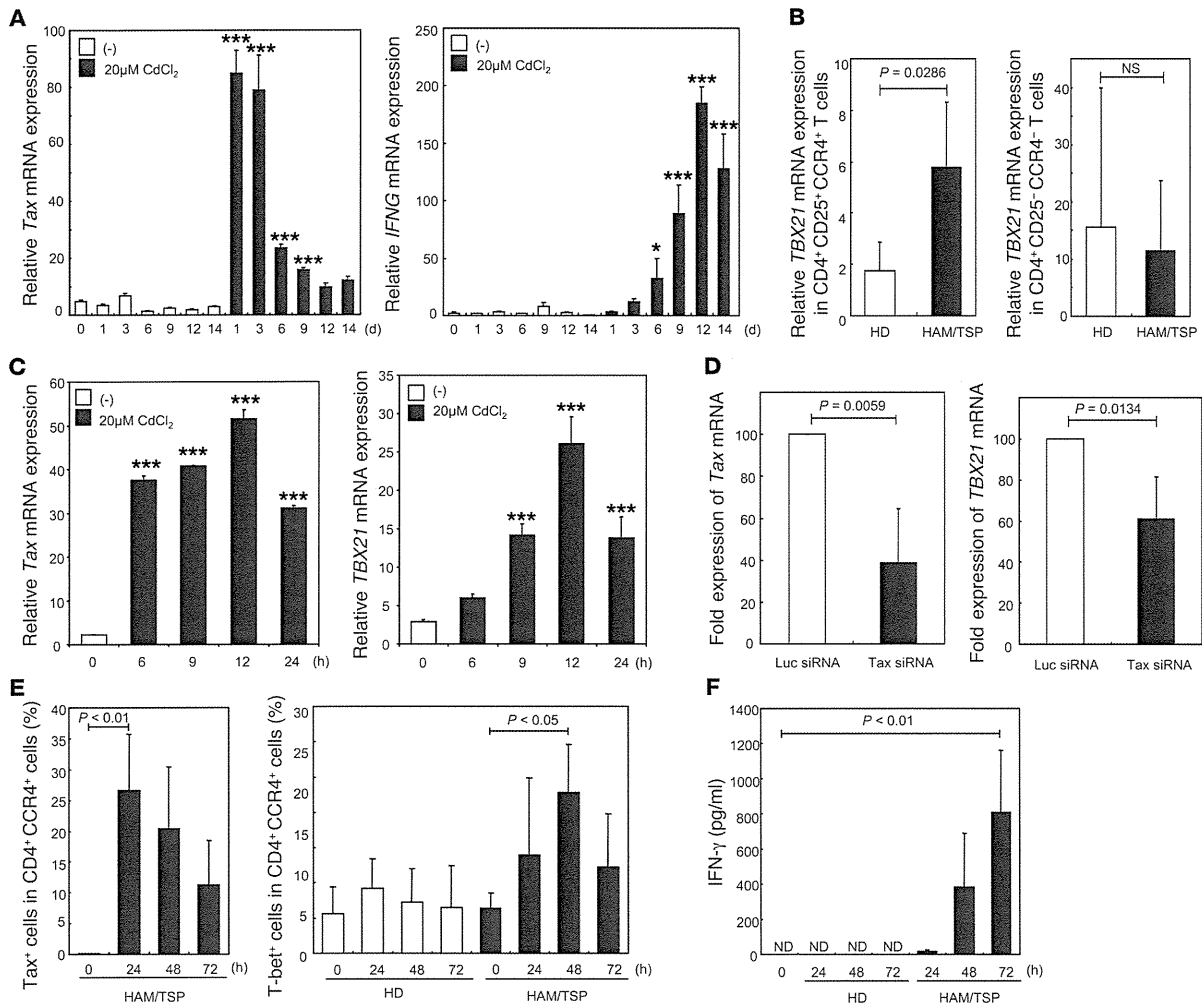 A
Relative Tax mRNA expression
100
80
60
40
20
0
(-)
20μM CdCl₂
***
***
***
***
0 1 3 6 9 12 14 1 3 6 9 12 14 (d)
Relative IFNG mRNA expression
250
200
150
100
50
0
(-)
20μM CdCl₂
*
***
***
***
0 1 3 6 9 12 14 1 3 6 9 12 14 (d)
B
Relative TBX21 mRNA expression
in CD4⁺ CD25⁺ CCR4⁺ T cells
10
8
6
4
2
0
P = 0.0286
HD HAM/TSP
Relative TBX21 mRNA expression
in CD4⁺ CD25⁻ CCR4⁻ T cells
40
35
30
25
20
15
10
5
0
NS
HD HAM/TSP
C
Relative Tax mRNA expression
60
50
40
30
20
10
0
(-)
20μM CdCl₂
***
***
***
***
0 6 9 12 24 (h)
Relative TBX21 mRNA expression
35
30
25
20
15
10
5
0
(-)
20μM CdCl₂
***
***
***
0 6 9 12 24 (h)
D
Fold expression of Tax mRNA
100
80
60
40
20
0
P = 0.0059
Luc siRNA Tax siRNA
Fold expression of TBX21 mRNA
100
80
60
40
20
0
P = 0.0134
Luc siRNA Tax siRNA
E
Tax⁺ cells in CD4⁺ CCR4⁺ cells (%)
40
35
30
25
20
15
10
5
0
P < 0.01
0 24 48 72 (h)
HAM/TSP
T-bet⁺ cells in CD4⁺ CCR4⁺ cells (%)
30
30
25
20
15
10
5
0
P < 0.05
0 24 48 72 0 24 48 72 (h)
HD HAM/TSP
F
IFN-γ (pg/ml)
1400
1200
1000
800
600
400
200
0
P < 0.01
ND ND ND ND
0 24 48 72 24 48 72 (h)
HD HAM/TSP